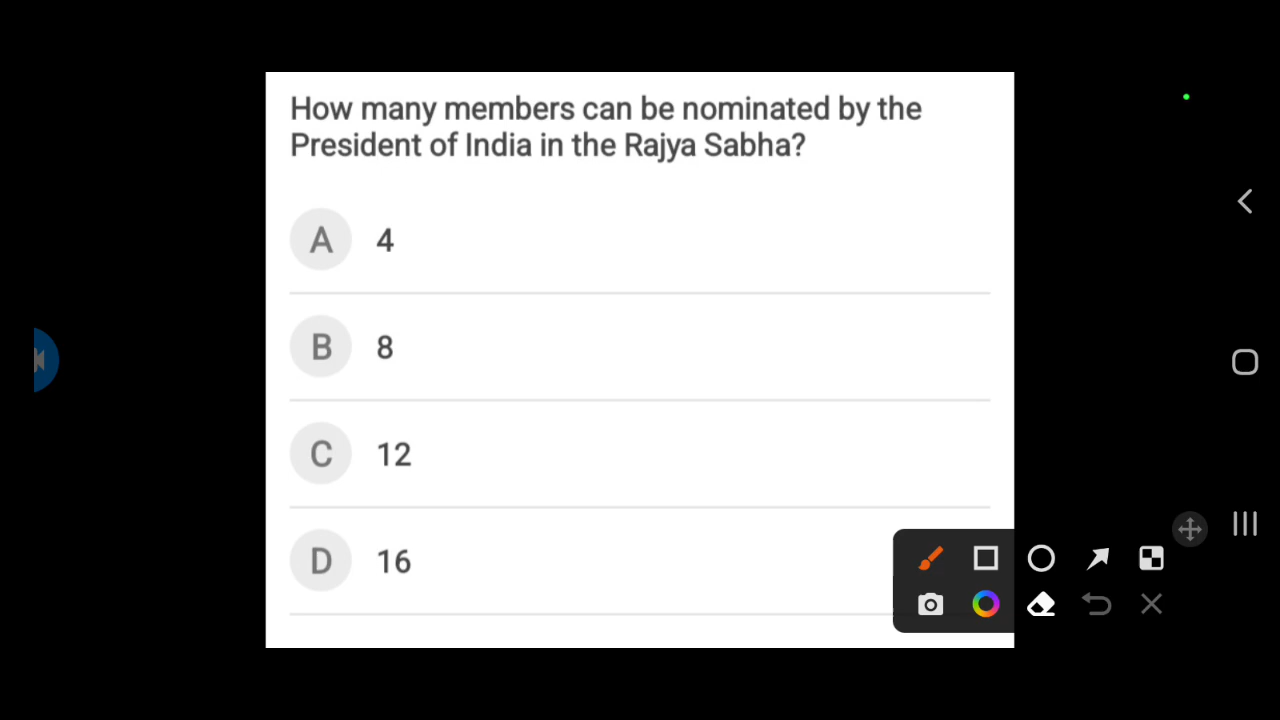 How many members can be nominated by the
President of India in the Rajya Sabha?
A 4
B 8
C 12
D 16